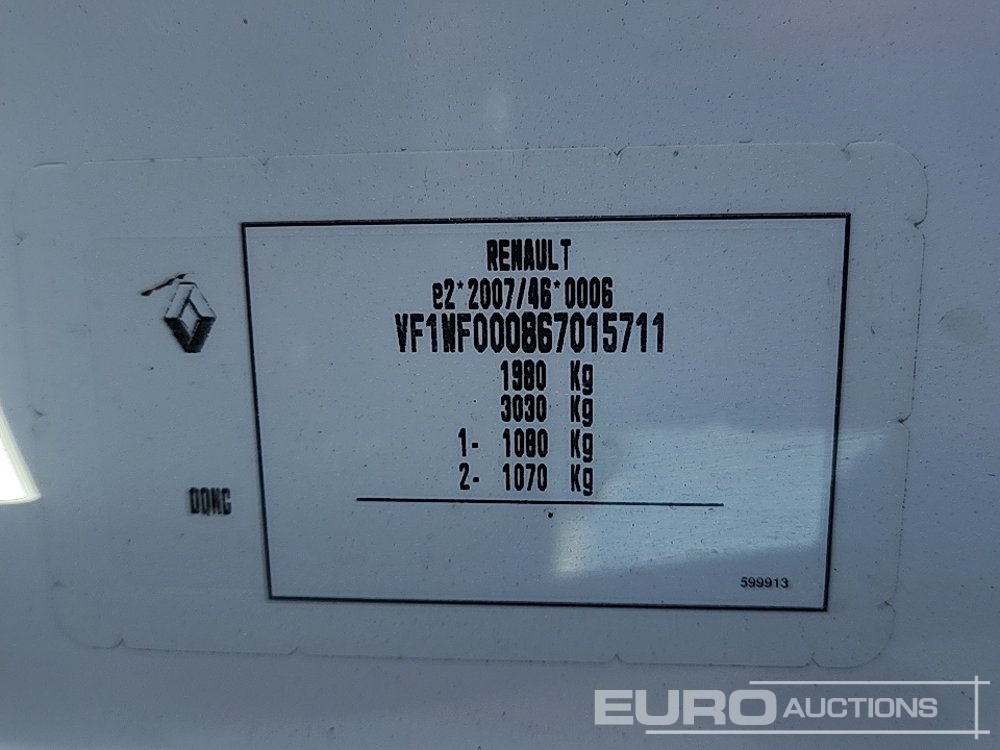 RENAULT
e2*2007/46*0006
VF1NF000867015711
1980 Kg
3030 Kg
1- 1080 Kg
2- 1070 Kg
DQNG
599913
EURO AUCTIONS